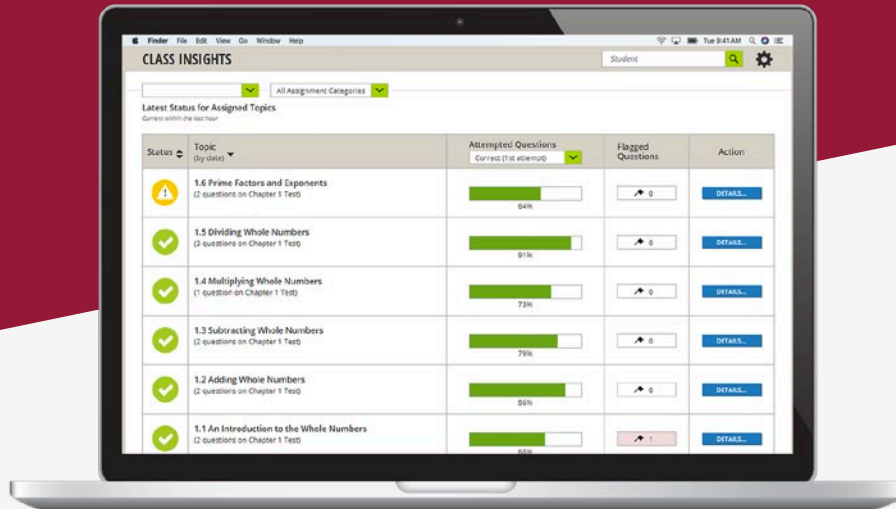 Finder File Edit View Go Window Help
Tue 9:41 AM
CLASS INSIGHTS
Student
All Assignment Categories
Latest Status for Assigned Topics
Current within the last hour
Status
Topic
(by date)
Attempted Questions
Correct (1st attempt)
Flagged
Questions
Action
1.6 Prime Factors and Exponents
(2 questions on Chapter 1 Test)
64%
0
DETAILS...
1.5 Dividing Whole Numbers
(3 questions on Chapter 1 Test)
91%
0
DETAILS...
1.4 Multiplying Whole Numbers
(1 question on Chapter 1 Test)
73%
0
DETAILS...
1.3 Subtracting Whole Numbers
(2 questions on Chapter 1 Test)
79%
0
DETAILS...
1.2 Adding Whole Numbers
(2 questions on Chapter 1 Test)
86%
0
DETAILS...
1.1 An Introduction to the Whole Numbers
(2 questions on Chapter 1 Test)
1
DETAILS...